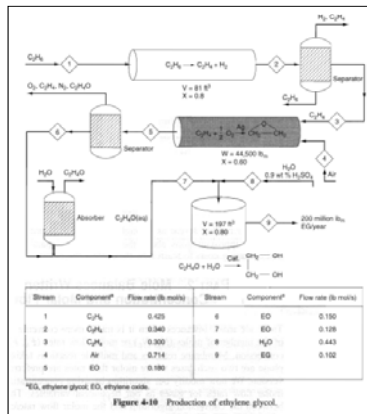 H₂, C₂H₆
C₂H₆
1
C₂H₆ → C₂H₄ + H₂
2
V = 81 ft³
X = 0.8
Separator
O₂, C₂H₄, N₂, C₂H₄O
C₂H₆
C₂H₄
3
6
5
C₂H₄ + ½ O₂ Ag CH₂ CH₂
O
4
Separator
W = 44,500 lbₘ
X = 0.80
Air
H₂O
0.9 wt % H₂SO₄
H₂O
C₂H₄O
7
8
Absorber
C₂H₄O(aq)
V = 197 ft³
X = 0.80
9
200 million lbₘ
EG/year
Cat.
C₂H₄O + H₂O
CH₂ — OH
CH₂ — OH
Stream Componentᵃ Flow rate (lb mol/s) Stream Componentᵃ Flow rate (lb mol/s)
1 C₂H₆ 0.425 6 EO 0.150
2 C₂H₄ 0.340 7 EO 0.128
3 C₂H₄ 0.300 8 H₂O 0.443
4 Air 0.714 9 EG 0.102
5 EO 0.180
ᵃEG, ethylene glycol; EO, ethylene oxide.
Figure 4-10 Production of ethylene glycol.